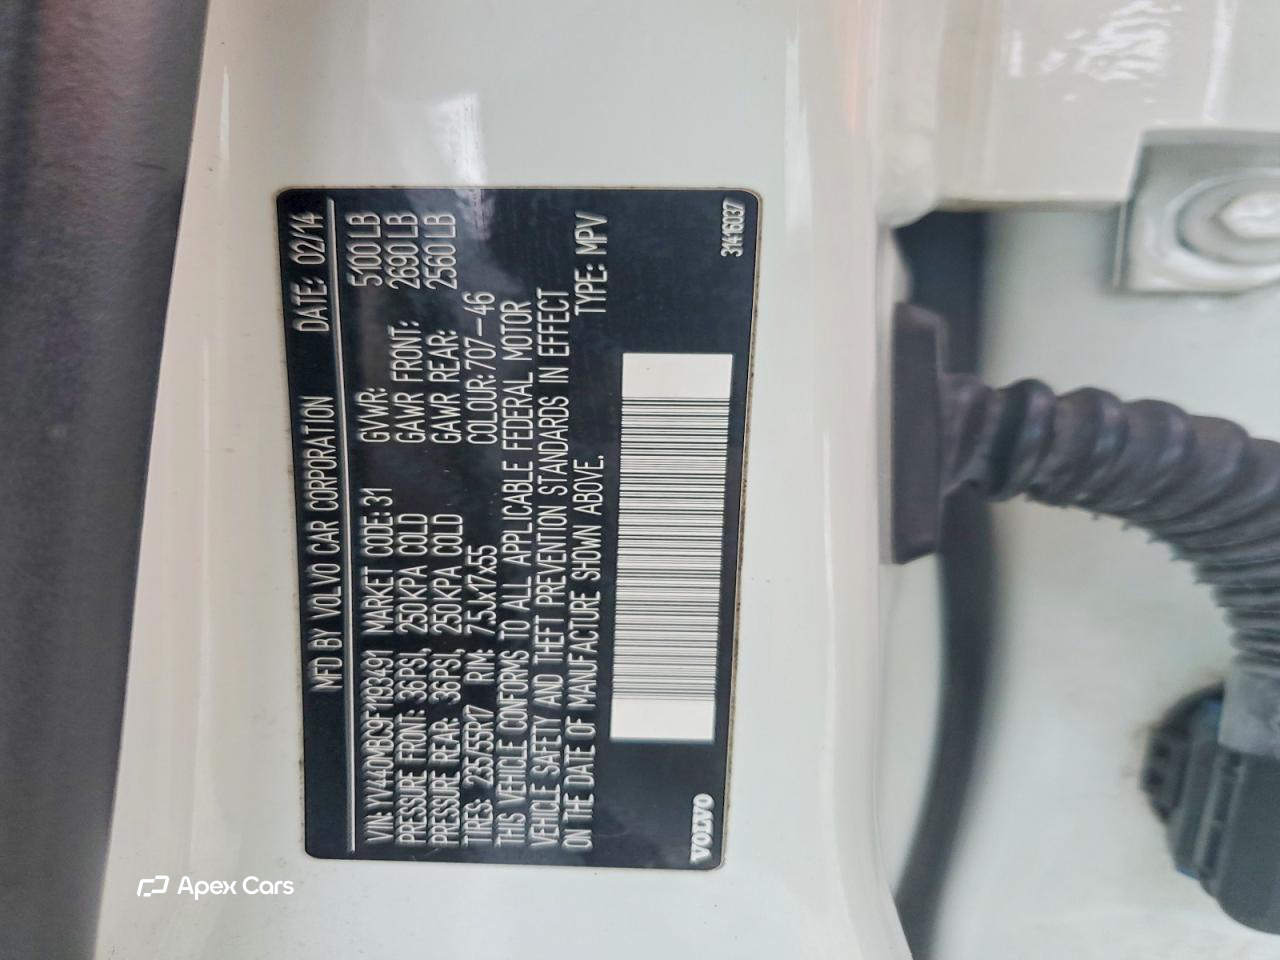 MFD BY VOLVO CAR CORPORATION DATE: 02/14
VIN: YV440MBC9F1193491 MARKET CODE: 31 GVWR: 5100 LB
PRESSURE FRONT: 36PSI, 250KPA COLD GAWR FRONT: 2690 LB
PRESSURE REAR: 36PSI, 250KPA COLD GAWR REAR: 2560 LB
TIRES: 235/55R17 RIM: 7.5Jx17x55 COLOUR: 707-46
THIS VEHICLE CONFORMS TO ALL APPLICABLE FEDERAL MOTOR
VEHICLE SAFETY AND THEFT PREVENTION STANDARDS IN EFFECT
ON THE DATE OF MANUFACTURE SHOWN ABOVE. TYPE: MPV
VOLVO 31416037
Apex Cars